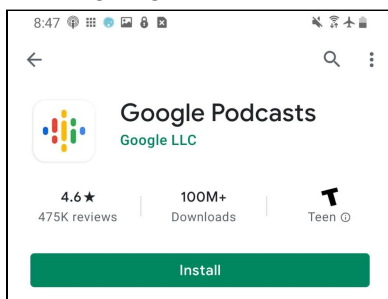 8:47
Google Podcasts
Google LLC
4.6★
100M+
T
475K reviews
Downloads
Teen
Install